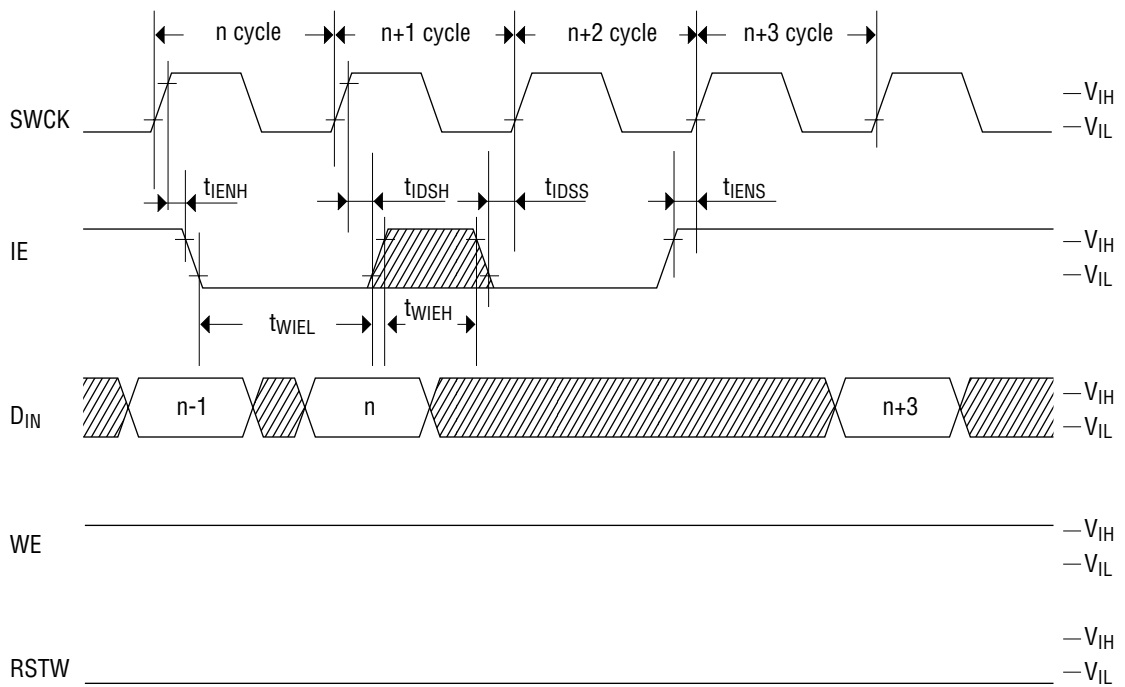 n cycle n+1 cycle n+2 cycle n+3 cycle
SWCK
VIH
VIL
tIENH tIDSH tIDSS tIENS
IE
VIH
VIL
tWIEL tWIEH
DIN
n-1 n n+3
VIH
VIL
WE
VIH
VIL
RSTW
VIH
VIL